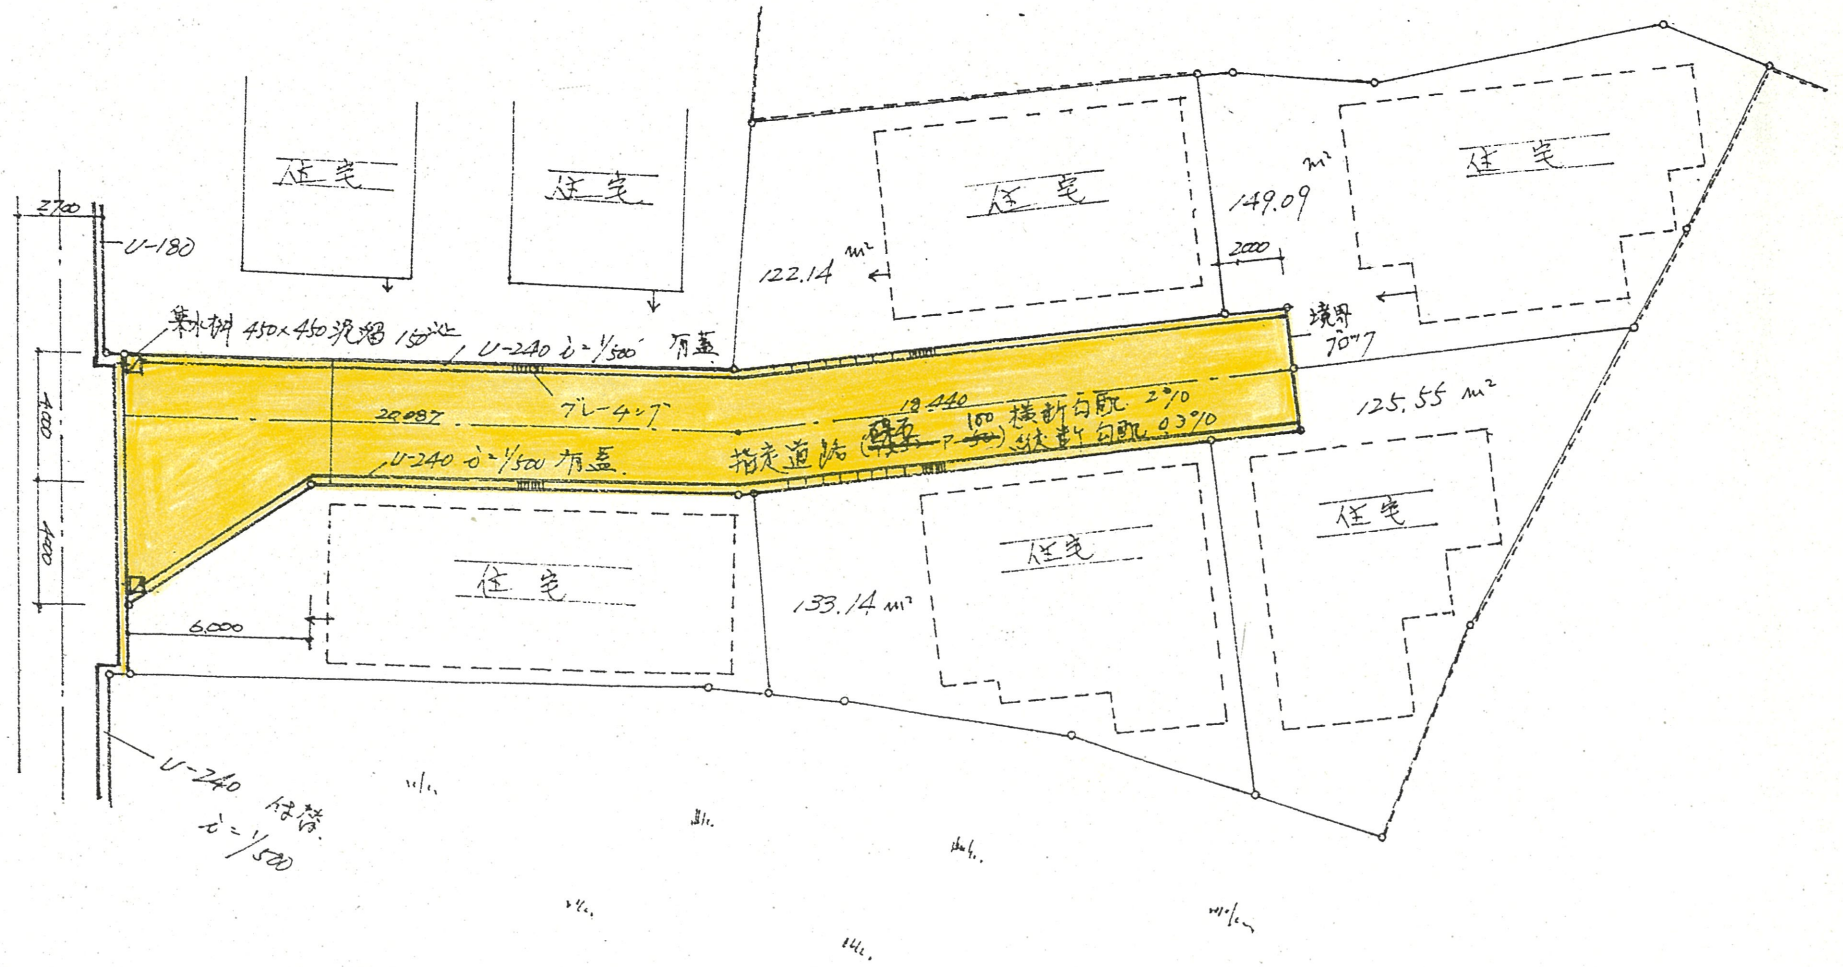 住宅
住宅
住宅
住宅
2700
U-180
149.09 m²
122.14 m²
2000
集水桝 450×450 泥溜 150以上
U-240 i=1/500 有蓋
境界
ブロック
4000
20.087
グレーチング
18.440
横断勾配 2%
125.55 m²
指定道路
100
縦断勾配 0.3%
U-240 i=1/500 有蓋
4000
住宅
住宅
住宅
133.14 m²
6.000
U-240 付替
i=1/500